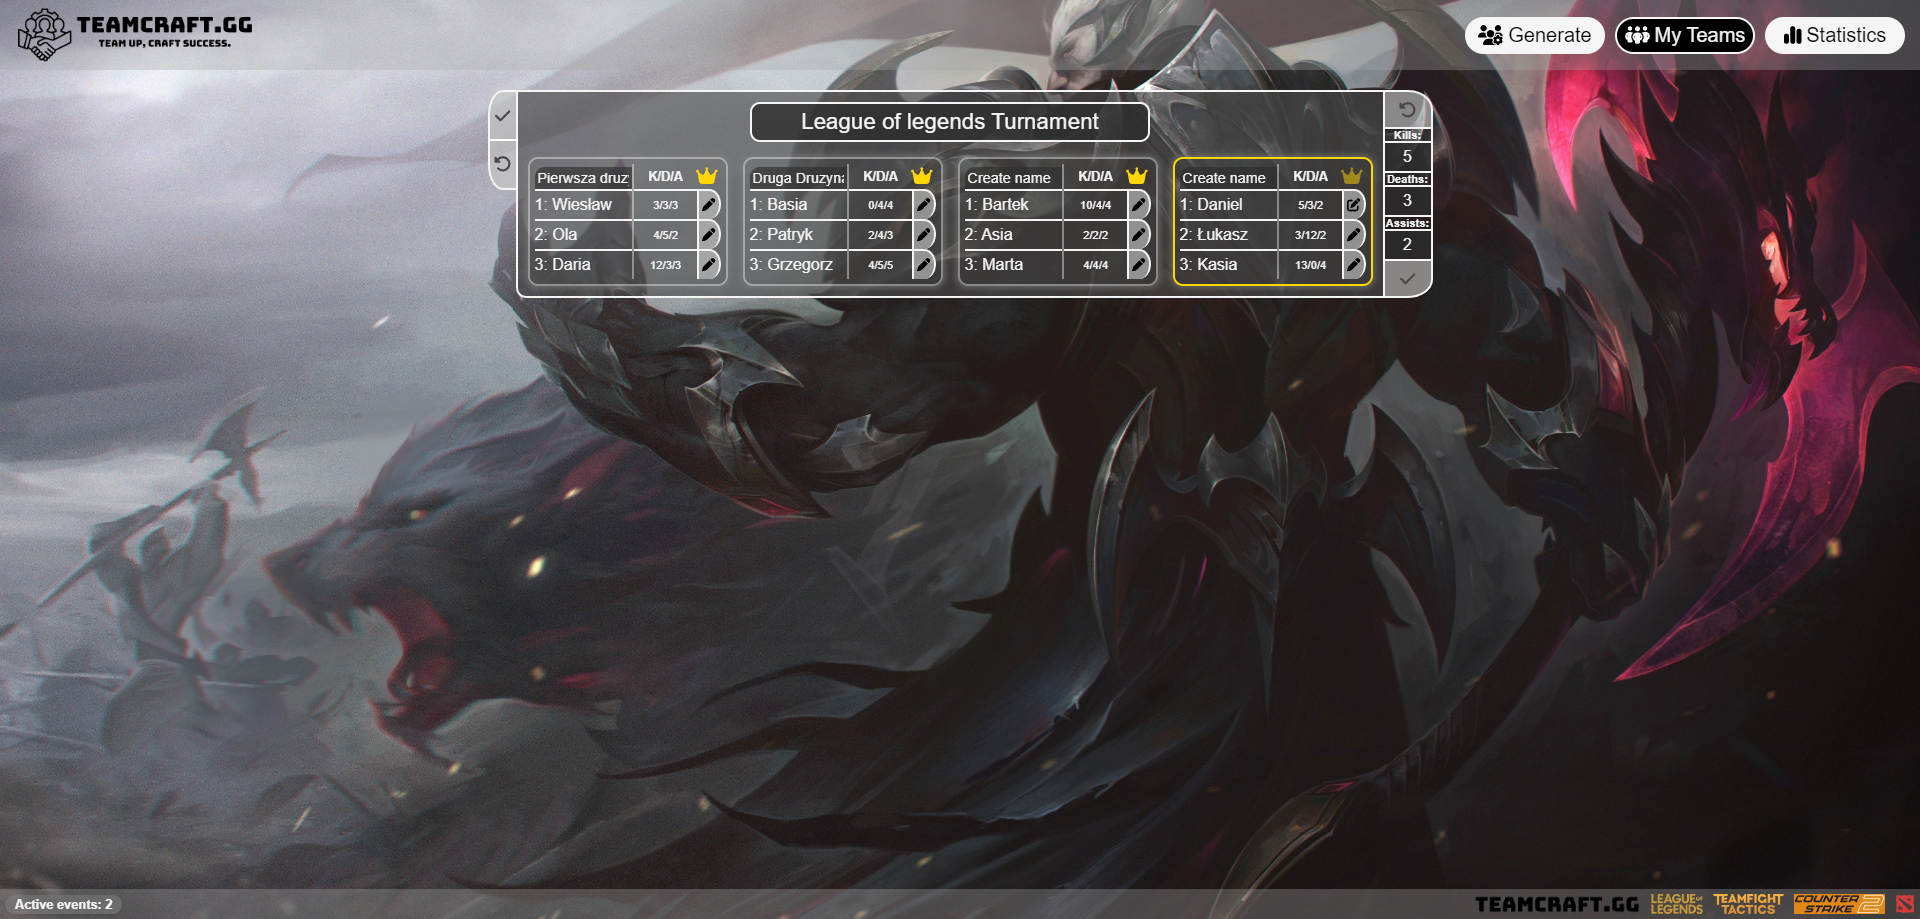 TEAMCRAFT.GG
TEAM UP, CRAFT SUCCESS.
Generate
My Teams
Statistics
League of legends Turnament
Pierwsza druz K/D/A
1: Wiesław 3/3/3
2: Ola 4/5/2
3: Daria 12/3/3
Druga Druzyna K/D/A
1: Basia 0/4/4
2: Patryk 2/4/3
3: Grzegorz 4/5/5
Create name K/D/A
1: Bartek 10/4/4
2: Asia 2/2/2
3: Marta 4/4/4
Create name K/D/A
1: Daniel 5/3/2
2: Łukasz 3/12/2
3: Kasia 13/0/4
Kills:
5
Deaths:
3
Assists:
2
Active events: 2
TEAMCRAFT.GG
LEAGUE OF
LEGENDS
TEAMFIGHT
TACTICS
COUNTER
STRIKE 2